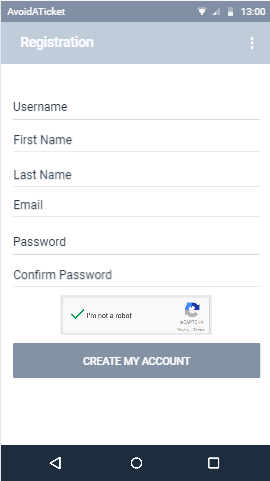 AvoidATicket 13:00
Registration
Username
First Name
Last Name
Email
Password
Confirm Password
I'm not a robot
reCAPTCHA
Privacy - Terms
CREATE MY ACCOUNT